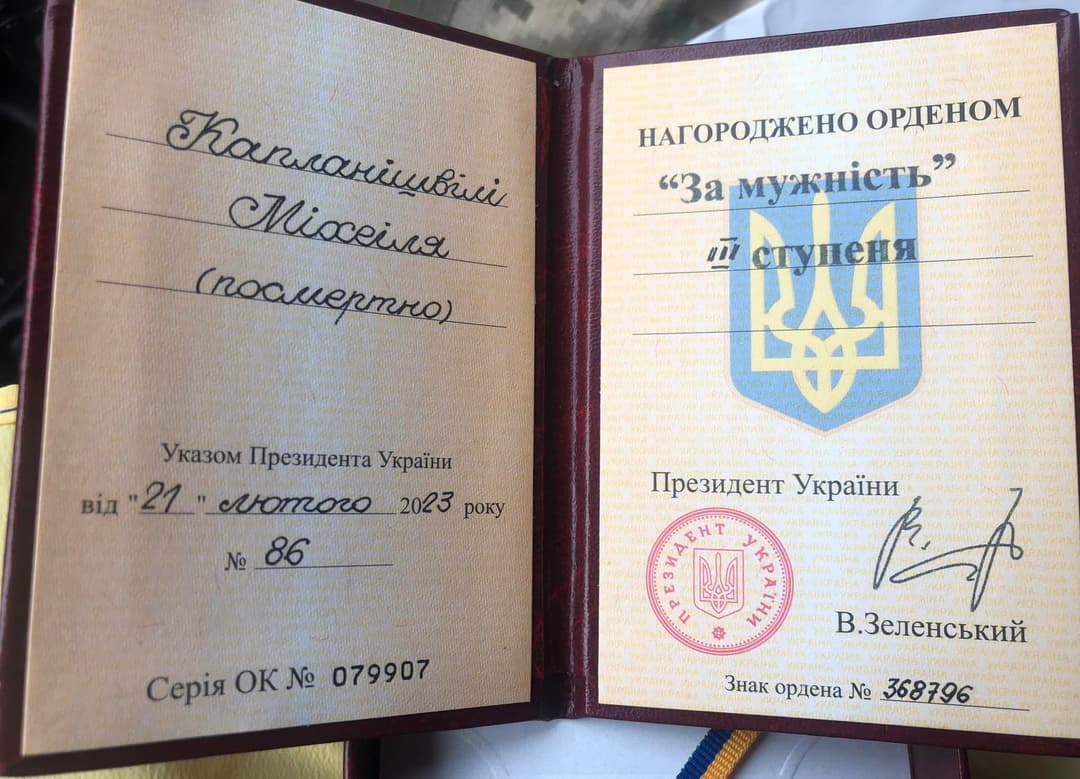 Капланішвілі
Міхеіля
(посмертно)
Указом Президента України
від "21" лютого 2023 року
№ 86
Серія ОК № 079907
НАГОРОДЖЕНО ОРДЕНОМ
“За мужність”
III ступеня
Президент України
ПРЕЗИДЕНТ УКРАЇНИ
В.Зеленський
Знак ордена № 368796